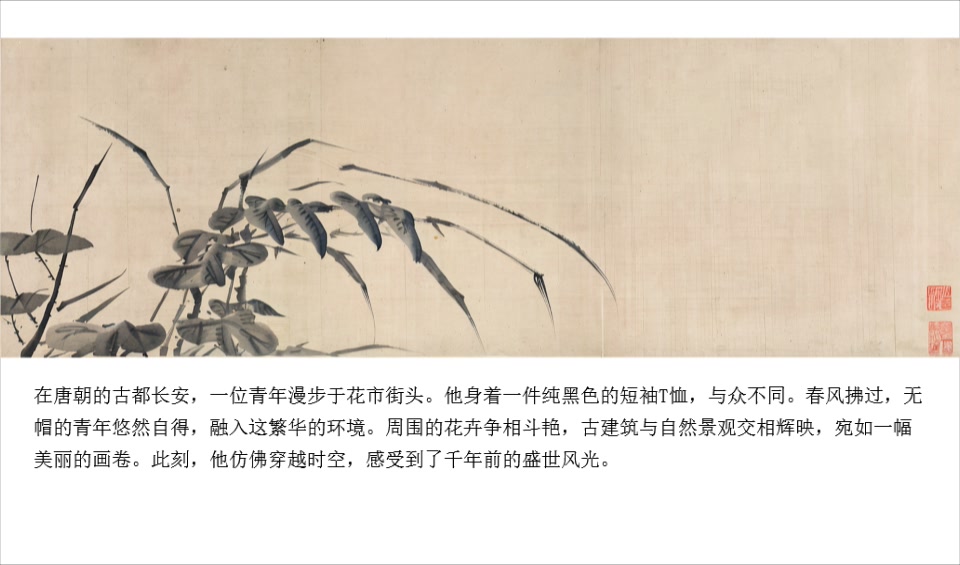 在唐朝的古都长安，一位青年漫步于花市街头。他身着一件纯黑色的短袖T恤，与众不同。春风拂过，无
帽的青年悠然自得，融入这繁华的环境。周围的花卉争相斗艳，古建筑与自然景观交相辉映，宛如一幅
美丽的画卷。此刻，他仿佛穿越时空，感受到了千年前的盛世风光。